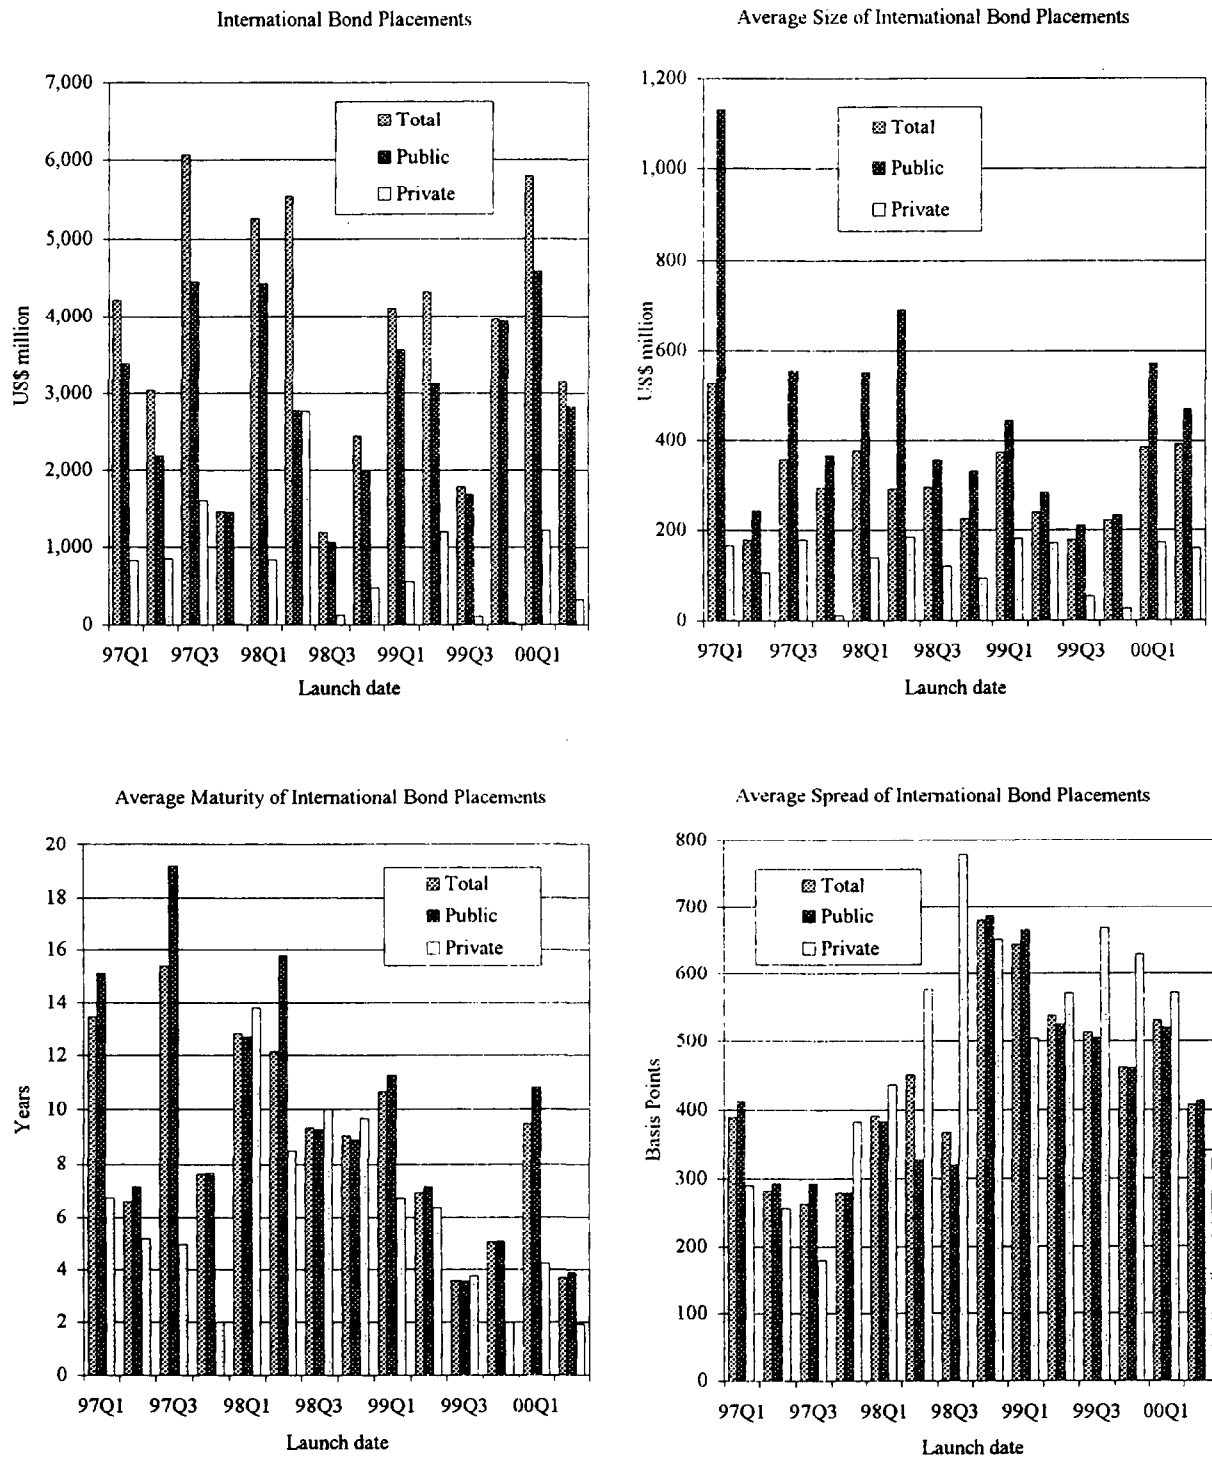 International Bond Placements
7,000
6,000
5,000
4,000
3,000
2,000
1,000
0
US$ million
Total
Public
Private
97Q1 97Q3 98Q1 98Q3 99Q1 99Q3 00Q1
Launch date
Average Size of International Bond Placements
1,200
1,000
800
600
400
200
0
US$ million
Total
Public
Private
97Q1 97Q3 98Q1 98Q3 99Q1 99Q3 00Q1
Launch date
Average Maturity of International Bond Placements
20
18
16
14
12
10
8
6
4
2
0
Years
Total
Public
Private
97Q1 97Q3 98Q1 98Q3 99Q1 99Q3 00Q1
Launch date
Average Spread of International Bond Placements
800
700
600
500
400
300
200
100
0
Basis Points
Total
Public
Private
97Q1 97Q3 98Q1 98Q3 99Q1 99Q3 00Q1
Launch date